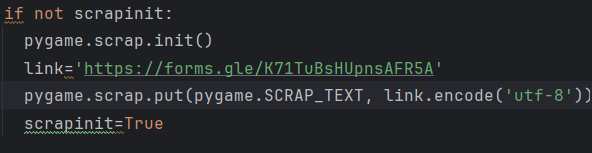 if not scrapinit:
pygame.scrap.init()
link='https://forms.gle/K71TuBsHUpnsAFR5A'
pygame.scrap.put(pygame.SCRAP_TEXT, link.encode('utf-8'))
scrapinit=True